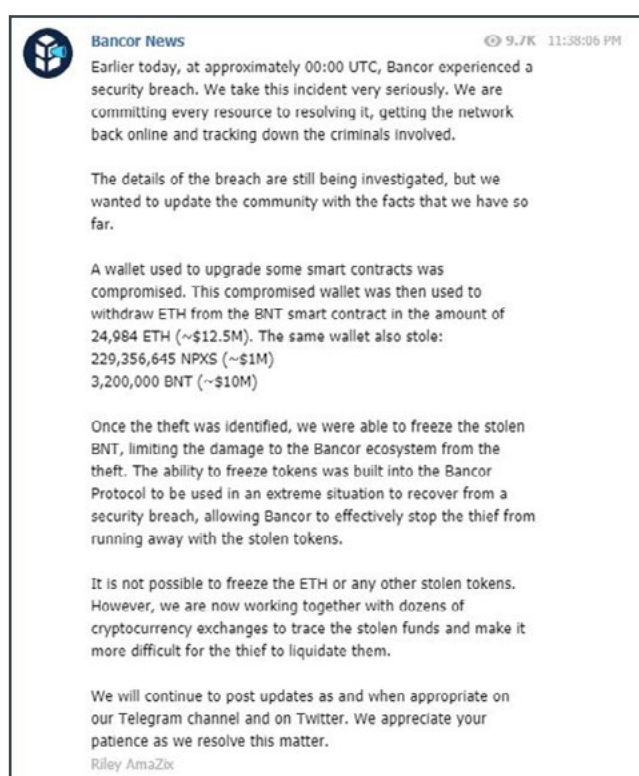 Bancor News 9.7K 11:38:06 PM
Earlier today, at approximately 00:00 UTC, Bancor experienced a
security breach. We take this incident very seriously. We are
committing every resource to resolving it, getting the network
back online and tracking down the criminals involved.
The details of the breach are still being investigated, but we
wanted to update the community with the facts that we have so
far.
A wallet used to upgrade some smart contracts was
compromised. This compromised wallet was then used to
withdraw ETH from the BNT smart contract in the amount of
24,984 ETH (~$12.5M). The same wallet also stole:
229,356,645 NPXS (~$1M)
3,200,000 BNT (~$10M)
Once the theft was identified, we were able to freeze the stolen
BNT, limiting the damage to the Bancor ecosystem from the
theft. The ability to freeze tokens was built into the Bancor
Protocol to be used in an extreme situation to recover from a
security breach, allowing Bancor to effectively stop the thief from
running away with the stolen tokens.
It is not possible to freeze the ETH or any other stolen tokens.
However, we are now working together with dozens of
cryptocurrency exchanges to trace the stolen funds and make it
more difficult for the thief to liquidate them.
We will continue to post updates as and when appropriate on
our Telegram channel and on Twitter. We appreciate your
patience as we resolve this matter.
Riley AmaZix